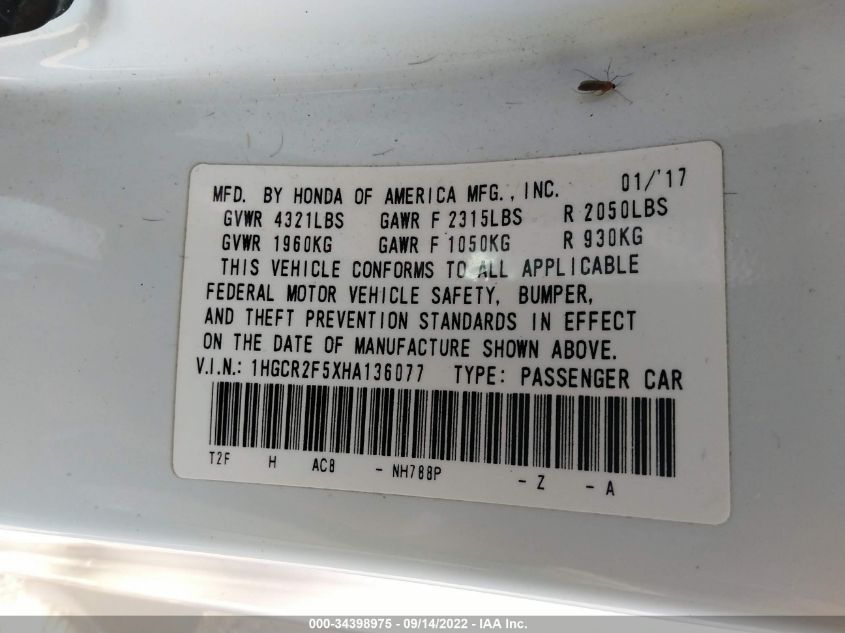 MFD. BY HONDA OF AMERICA MFG., INC. 01/'17
GVWR 4321LBS GAWR F 2315LBS R 2050LBS
GVWR 1960KG GAWR F 1050KG R 930KG
THIS VEHICLE CONFORMS TO ALL APPLICABLE
FEDERAL MOTOR VEHICLE SAFETY, BUMPER,
AND THEFT PREVENTION STANDARDS IN EFFECT
ON THE DATE OF MANUFACTURE SHOWN ABOVE.
V.I.N.: 1HGCR2F5XHA136077 TYPE: PASSENGER CAR
T2F H AC8 - NH788P - Z - A
000-34398975 - 09/14/2022 - IAA Inc.